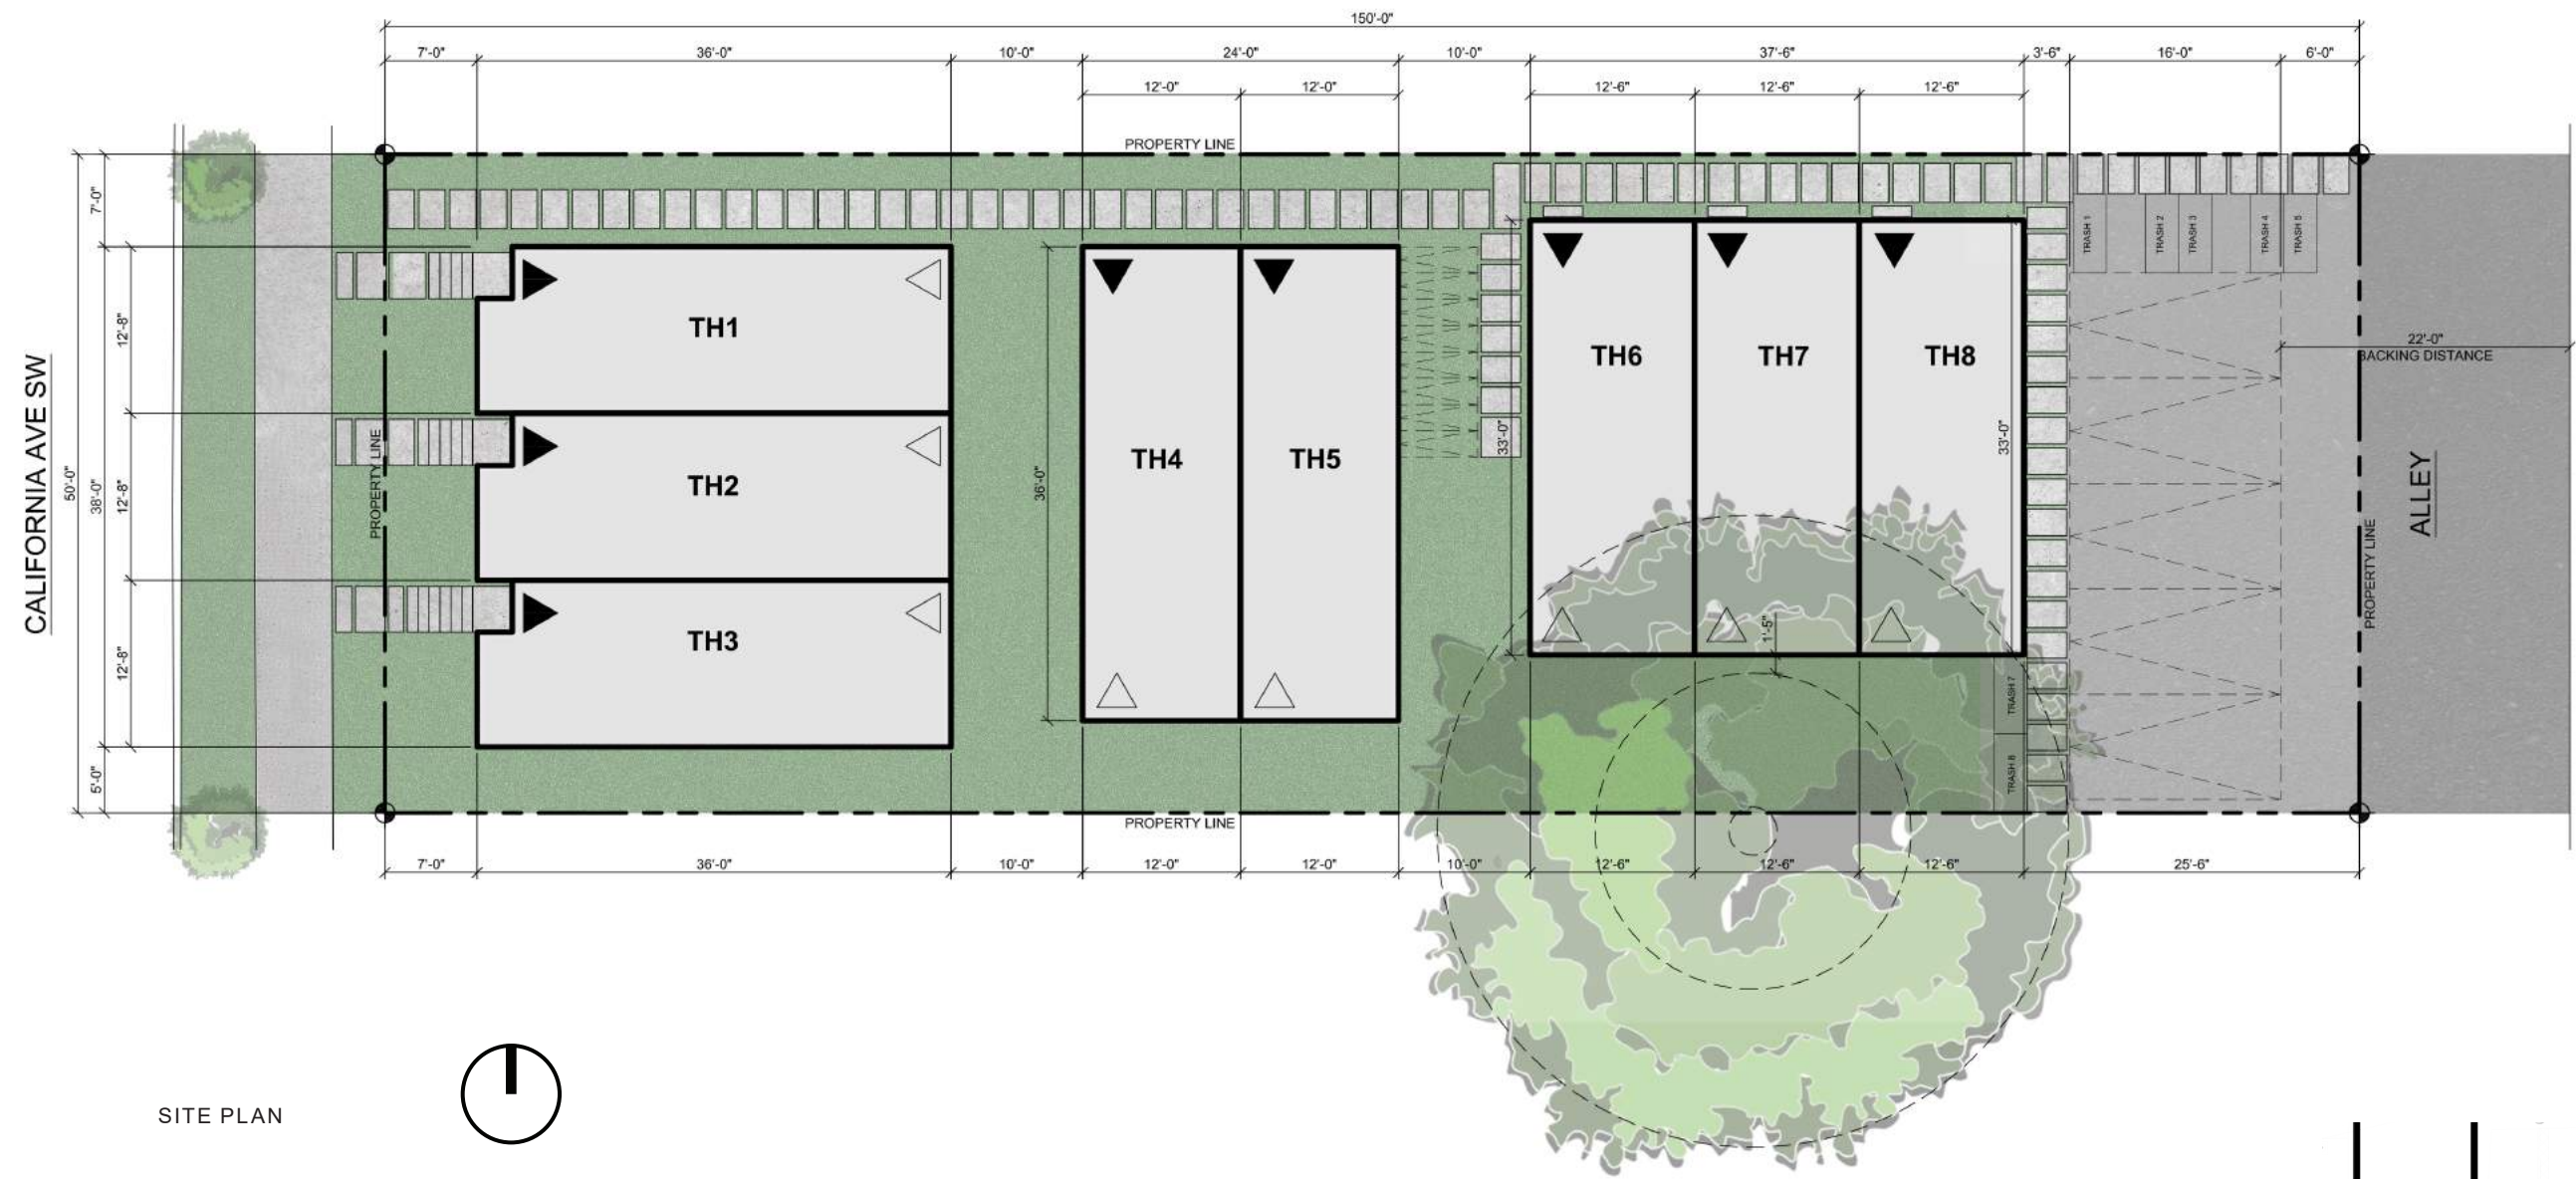 150'-0"
7'-0"
36'-0"
10'-0"
24'-0"
10'-0"
37'-6"
3'-6"
16'-0"
6'-0"
12'-0"
12'-0"
12'-6"
12'-6"
12'-6"
PROPERTY LINE
CALIFORNIA AVE SW
50'-0"
38'-0"
7'-0"
12'-8"
12'-8"
12'-8"
5'-0"
PROPERTY LINE
TH1
TH2
TH3
36'-0"
TH4
TH5
33'-0"
TH6
TH7
TH8
33'-0"
1'-5"
TRASH 1
TRASH 2
TRASH 3
TRASH 4
TRASH 5
TRASH 7
TRASH 8
22'-0"
BACKING DISTANCE
ALLEY
PROPERTY LINE
PROPERTY LINE
7'-0"
36'-0"
10'-0"
12'-0"
12'-0"
10'-0"
12'-6"
12'-6"
12'-6"
25'-6"
SITE PLAN